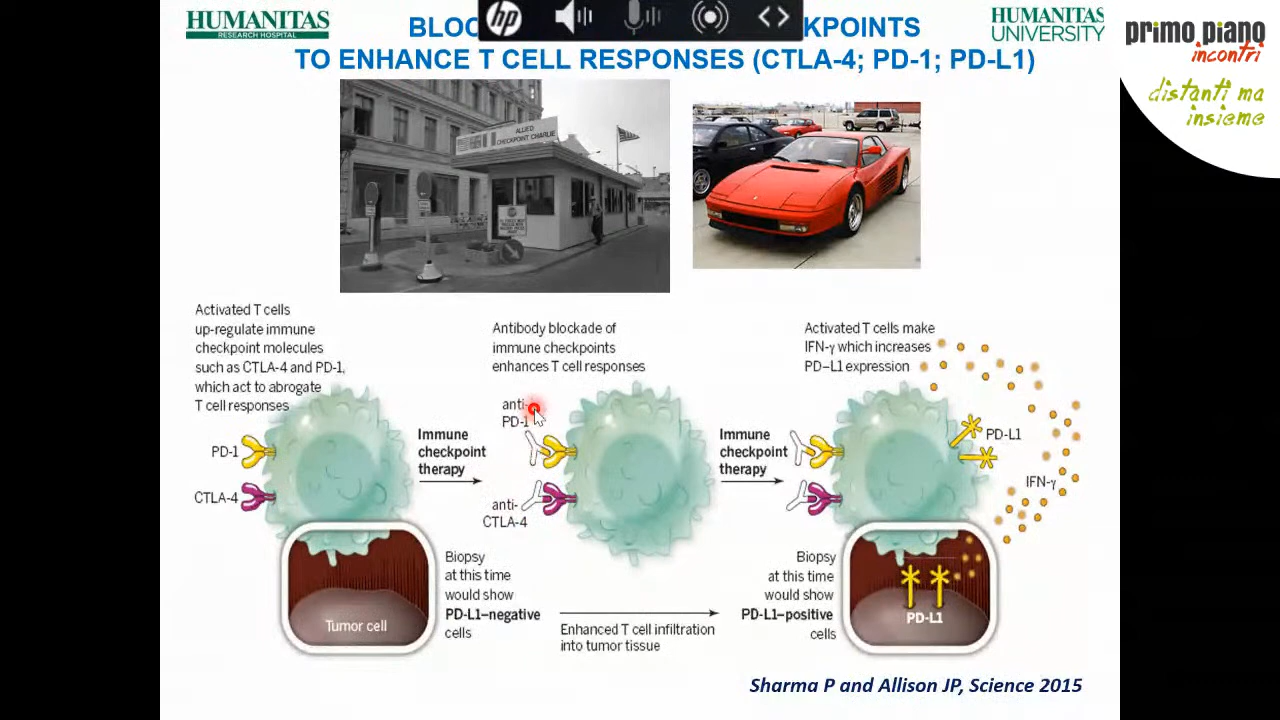 HUMANITAS
RESEARCH HOSPITAL
hp
HUMANITAS
UNIVERSITY
primo piano
incontri
distanti ma
insieme
BLOC KPOINTS
TO ENHANCE T CELL RESPONSES (CTLA-4; PD-1; PD-L1)
ALLIED
CHECKPOINT CHARLIE
Activated T cells
up-regulate immune
checkpoint molecules
such as CTLA-4 and PD-1,
which act to abrogate
T cell responses
PD-1
CTLA-4
Tumor cell
Immune
checkpoint
therapy
Biopsy
at this time
would show
PD-L1–negative
cells
Antibody blockade of
immune checkpoints
enhances T cell responses
anti-
PD-1
anti-
CTLA-4
Enhanced T cell infiltration
into tumor tissue
Immune
checkpoint
therapy
Biopsy
at this time
would show
PD-L1–positive
cells
Activated T cells make
IFN-γ which increases
PD–L1 expression
PD-L1
IFN-γ
PD-L1
Sharma P and Allison JP, Science 2015